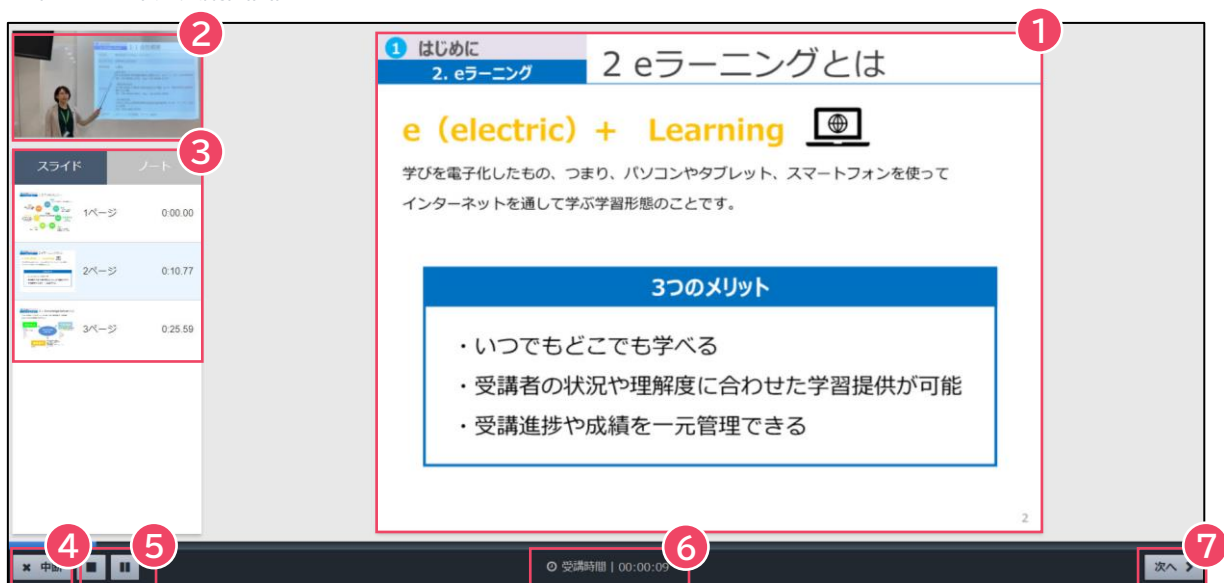 2
1
1 はじめに
2. eラーニング
2 eラーニングとは
e（electric）+ Learning
学びを電子化したもの、つまり、パソコンやタブレット、スマートフォンを使って
インターネットを通して学ぶ学習形態のことです。
3つのメリット
・いつでもどこでも学べる
・受講者の状況や理解度に合わせた学習提供が可能
・受講進捗や成績を一元管理できる
2
3
スライド ノート
1ページ 0:00.00
2ページ 0:10.77
3ページ 0:25.59
4
5
6
7
× 中断
受講時間 | 00:00:09
次へ >